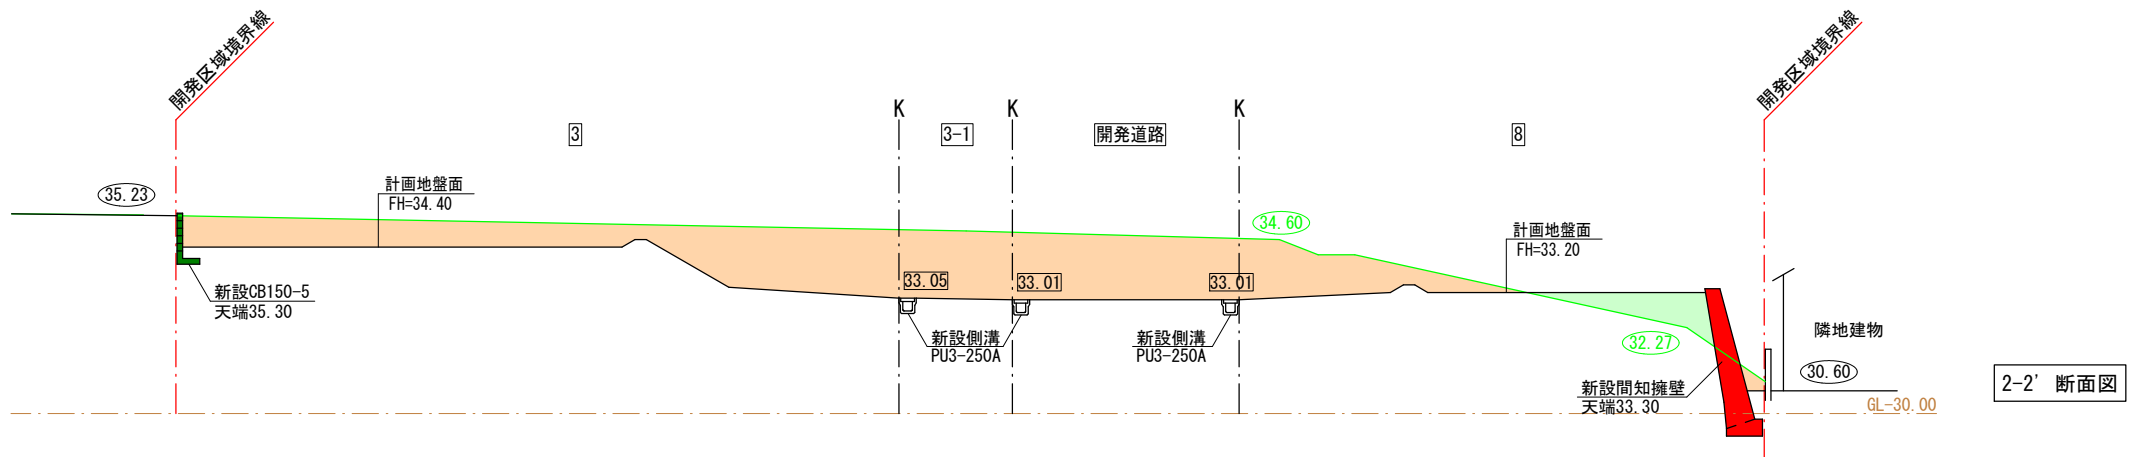 開発区域境界線
開発区域境界線
K
K
K
3
3-1
開発道路
8
35.23
計画地盤面
FH=34.40
34.60
計画地盤面
FH=33.20
33.05
33.01
33.01
新設CB150-5
天端35.30
新設側溝
PU3-250A
新設側溝
PU3-250A
32.27
隣地建物
30.60
新設間知擁壁
天端33.30
GL-30.00
2-2' 断面図